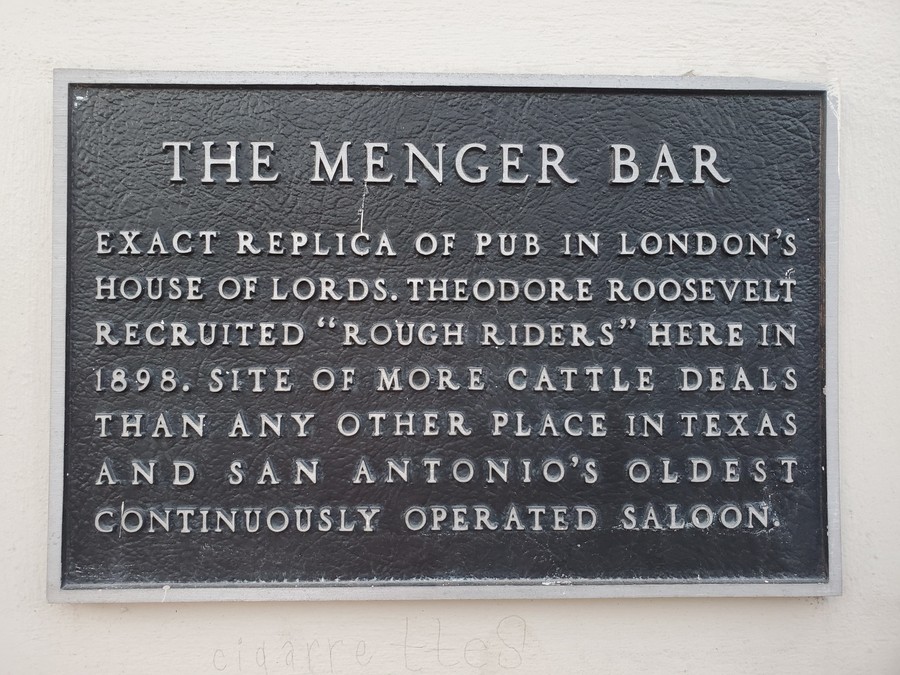 THE MENGER BAR
EXACT REPLICA OF PUB IN LONDON'S
HOUSE OF LORDS. THEODORE ROOSEVELT
RECRUITED “ROUGH RIDERS” HERE IN
1898. SITE OF MORE CATTLE DEALS
THAN ANY OTHER PLACE IN TEXAS
AND SAN ANTONIO'S OLDEST
CONTINUOUSLY OPERATED SALOON.
cigarrettes